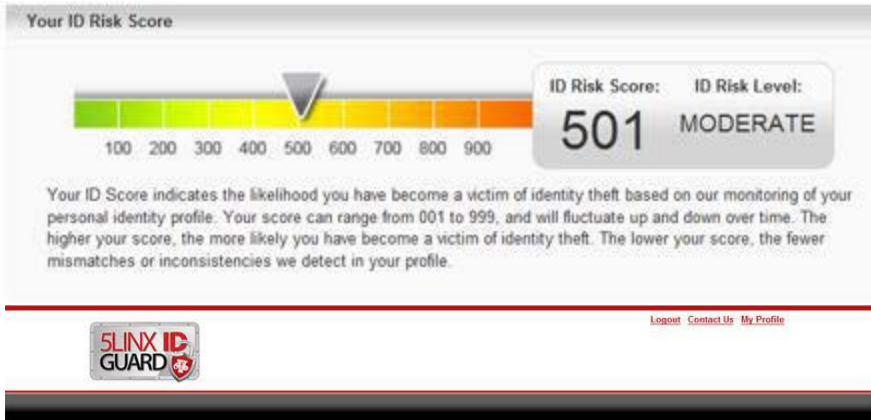 Your ID Risk Score
ID Risk Score: ID Risk Level:
501 MODERATE
100 200 300 400 500 600 700 800 900
Your ID Score indicates the likelihood you have become a victim of identity theft based on our monitoring of your
personal identity profile. Your score can range from 001 to 999, and will fluctuate up and down over time. The
higher your score, the more likely you have become a victim of identity theft. The lower your score, the fewer
mismatches or inconsistencies we detect in your profile.
Logout Contact Us My Profile
5LINX ID
GUARD